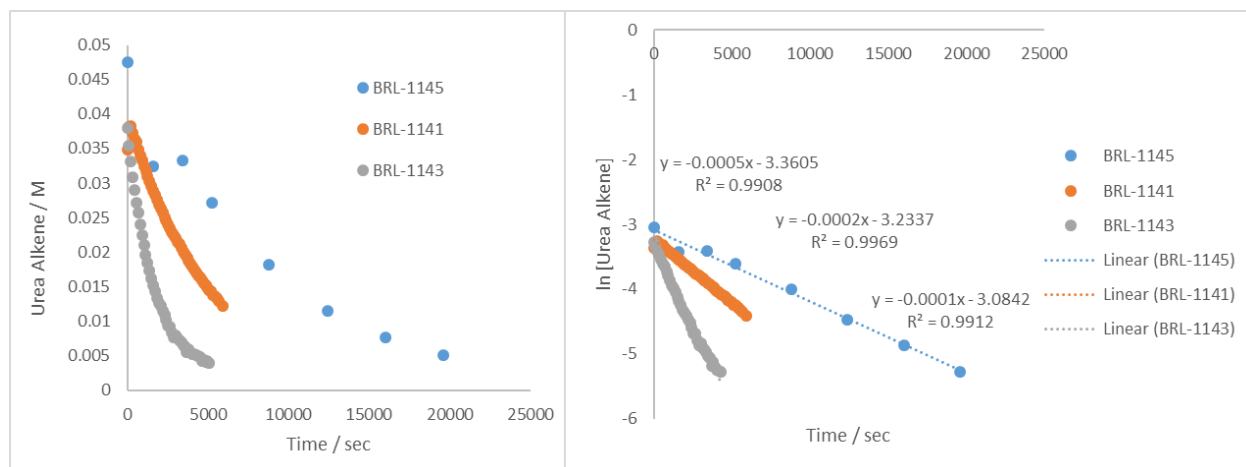 0.05
0.045
0.04
0.035
0.03
0.025
0.02
0.015
0.01
0.005
0
0
5000
10000
15000
20000
25000
Urea Alkene / M
Time / sec
BRL-1145
BRL-1141
BRL-1143
0
-1
-2
-3
-4
-5
-6
0
5000
10000
15000
20000
25000
ln [Urea Alkene]
Time / sec
y = -0.0005x - 3.3605
R² = 0.9908
y = -0.0002x - 3.2337
R² = 0.9969
y = -0.0001x - 3.0842
R² = 0.9912
BRL-1145
BRL-1141
BRL-1143
Linear (BRL-1145)
Linear (BRL-1141)
Linear (BRL-1143)